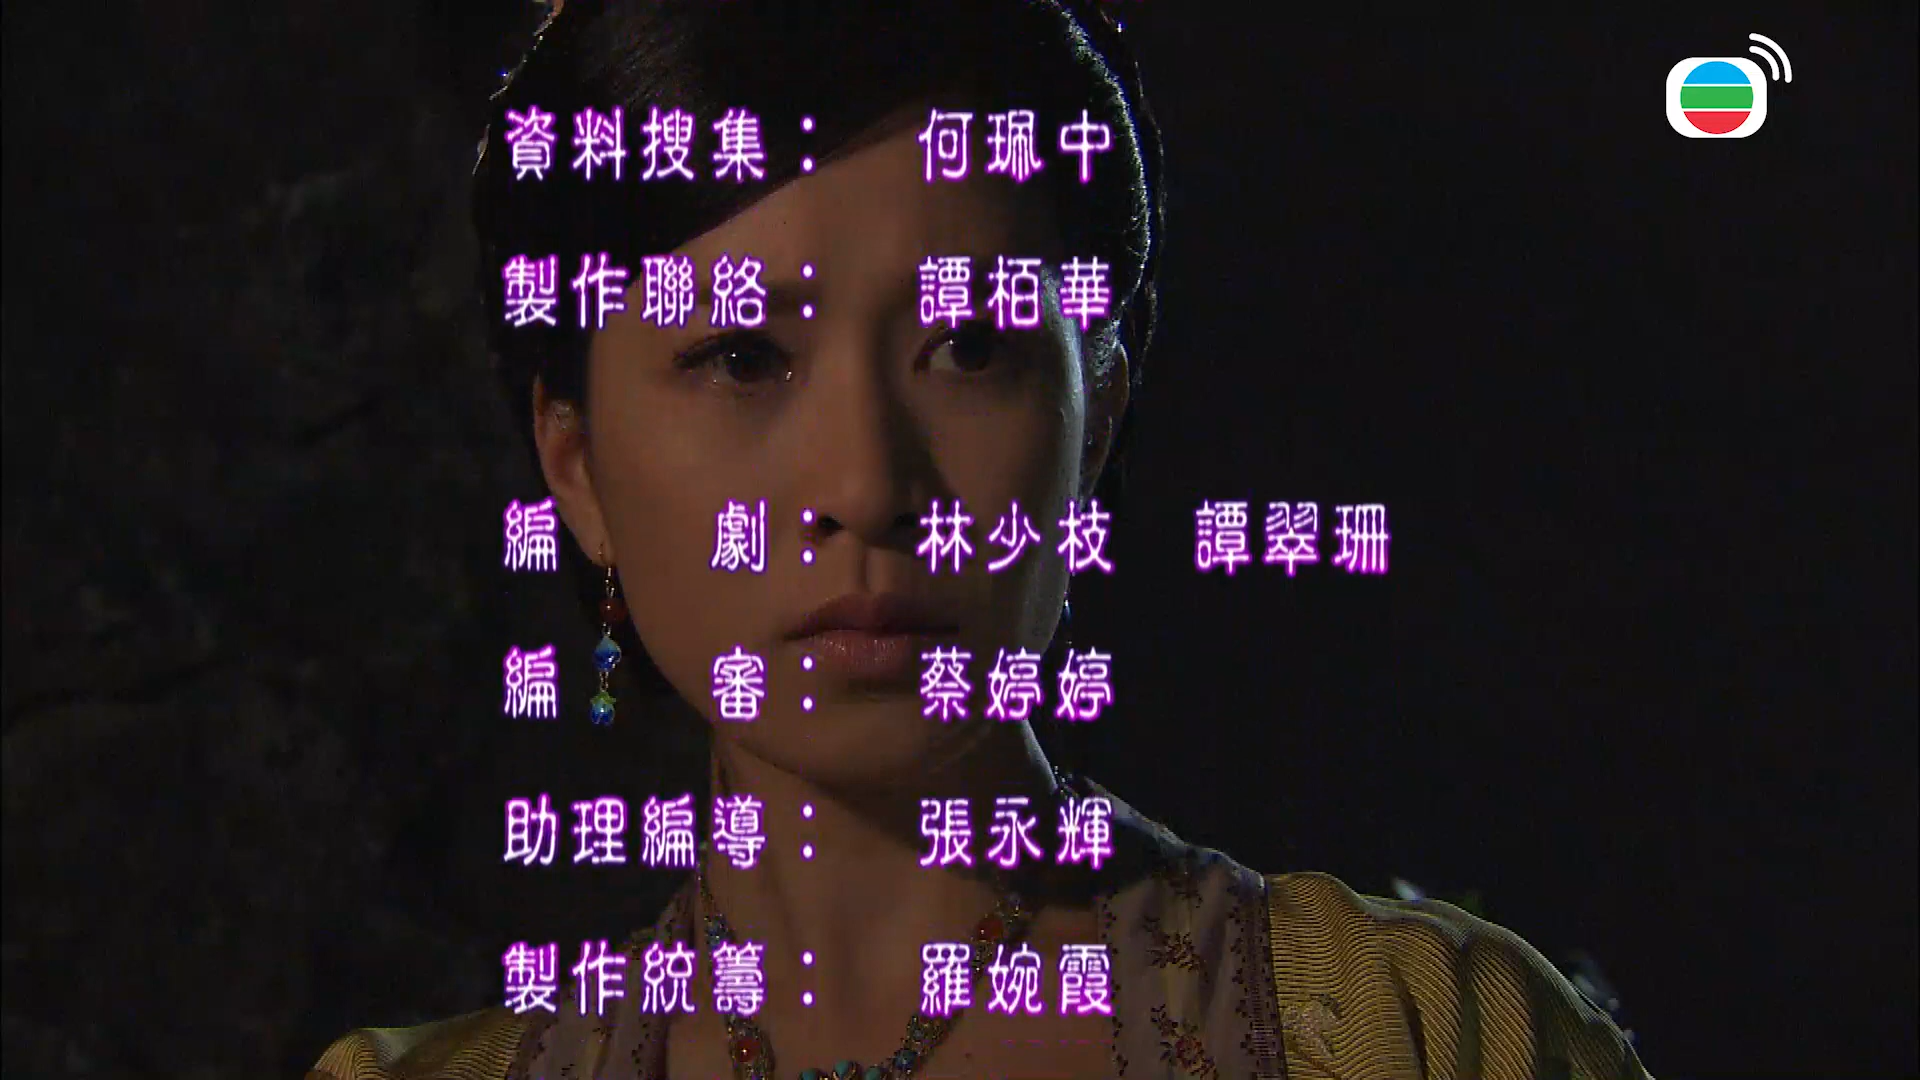 資料搜集： 何珮中
製作聯絡： 譚栢華
編劇： 林少枝 譚翠珊
編審： 蔡婷婷
助理編導： 張永輝
製作統籌： 羅婉霞